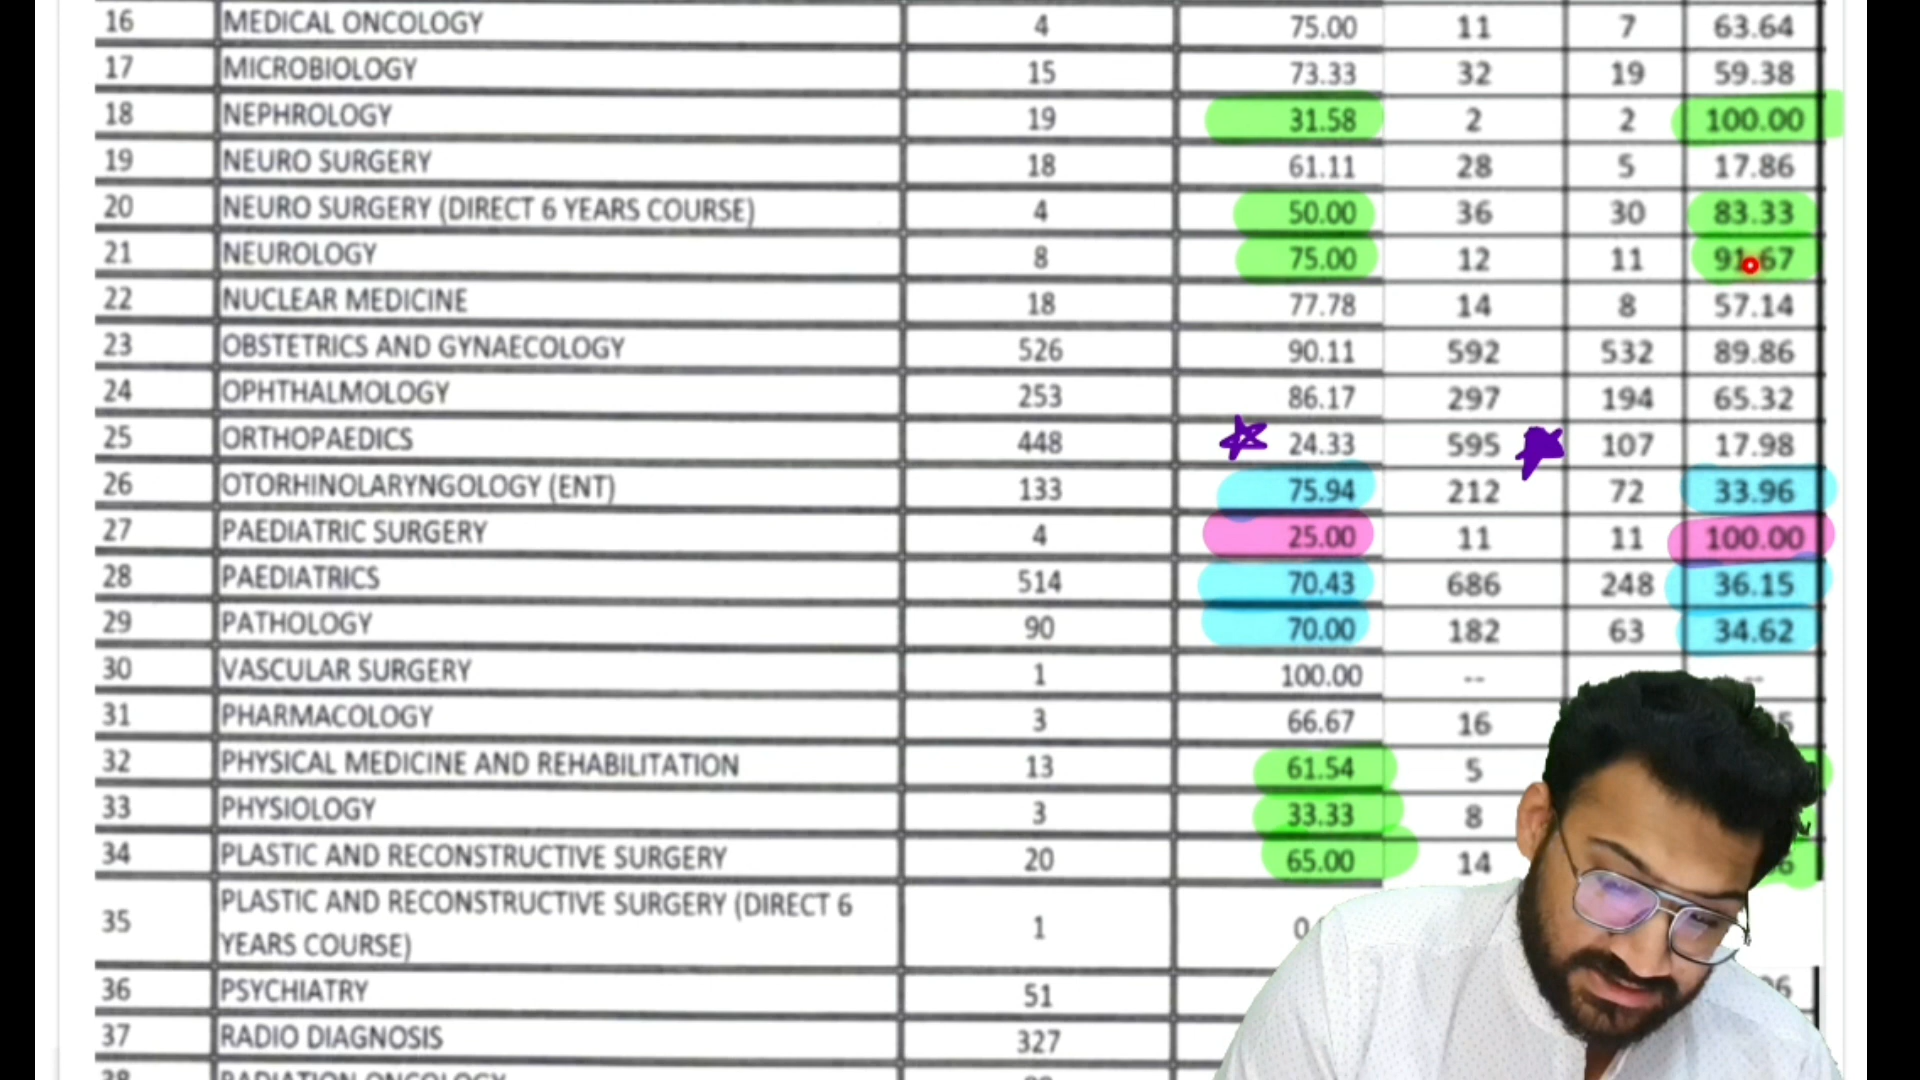 16 MEDICAL ONCOLOGY 4 75.00 11 7 63.64
17 MICROBIOLOGY 15 73.33 32 19 59.38
18 NEPHROLOGY 19 31.58 2 2 100.00
19 NEURO SURGERY 18 61.11 28 5 17.86
20 NEURO SURGERY (DIRECT 6 YEARS COURSE) 4 50.00 36 30 83.33
21 NEUROLOGY 8 75.00 12 11 91.67
22 NUCLEAR MEDICINE 18 77.78 14 8 57.14
23 OBSTETRICS AND GYNAECOLOGY 526 90.11 592 532 89.86
24 OPHTHALMOLOGY 253 86.17 297 194 65.32
25 ORTHOPAEDICS 448 24.33 595 107 17.98
26 OTORHINOLARYNGOLOGY (ENT) 133 75.94 212 72 33.96
27 PAEDIATRIC SURGERY 4 25.00 11 11 100.00
28 PAEDIATRICS 514 70.43 686 248 36.15
29 PATHOLOGY 90 70.00 182 63 34.62
30 VASCULAR SURGERY 1 100.00 -- --
31 PHARMACOLOGY 3 66.67 16
32 PHYSICAL MEDICINE AND REHABILITATION 13 61.54 5
33 PHYSIOLOGY 3 33.33 8
34 PLASTIC AND RECONSTRUCTIVE SURGERY 20 65.00 14
35 PLASTIC AND RECONSTRUCTIVE SURGERY (DIRECT 6 1
YEARS COURSE)
36 PSYCHIATRY 51
37 RADIO DIAGNOSIS 327
38 RADIATION ONCOLOGY